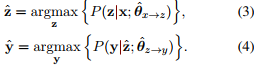 ẑ = argmax_z { P(z|x; θ̂_{x→z}) }, (3)
ŷ = argmax_y { P(y|ẑ; θ̂_{z→y}) }. (4)